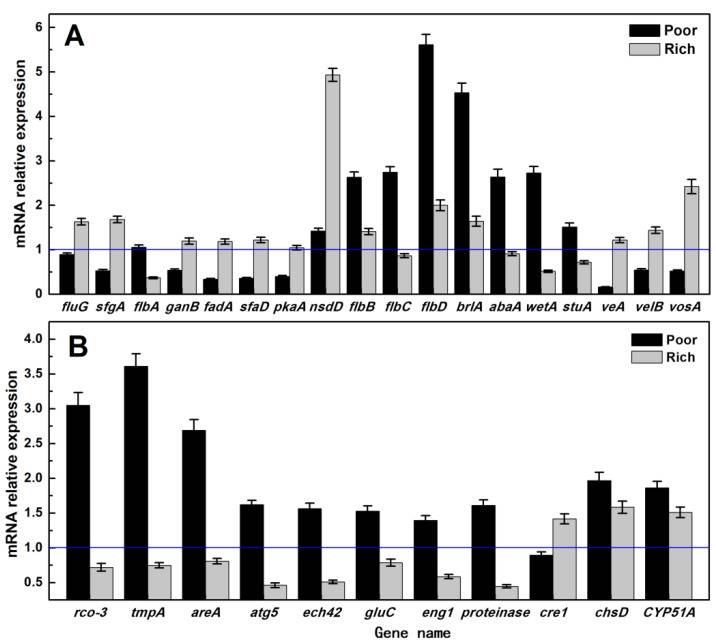 A
Poor
Rich
mRNA relative expression
6
5
4
3
2
1
0
fluG sfgA flbA ganB fadA sfaD pkaA nsdD flbB flbC flbD brlA abaA wetA stuA veA velB vosA
B
Poor
Rich
mRNA relative expression
4.0
3.5
3.0
2.5
2.0
1.5
1.0
0.5
rco-3 tmpA areA atg5 ech42 gluC eng1 proteinase cre1 chsD CYP51A
Gene name